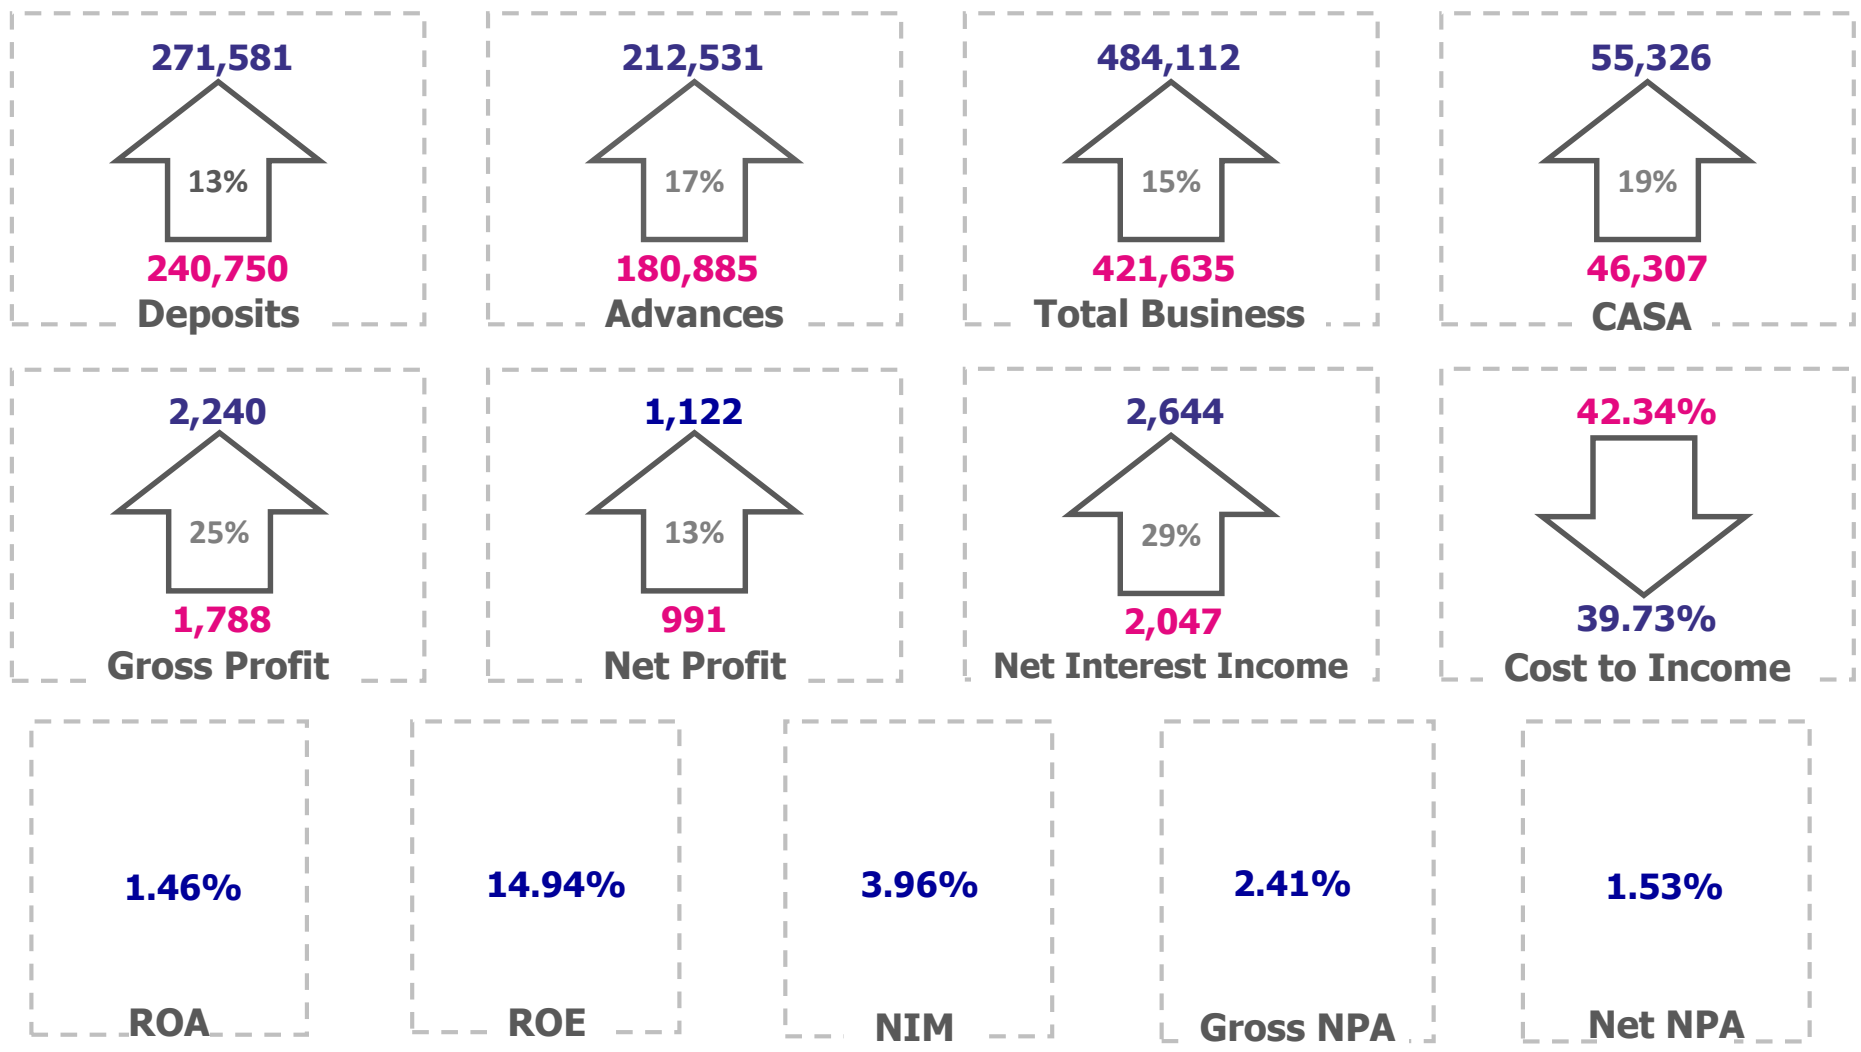 271,581
13%
240,750
Deposits
212,531
17%
180,885
Advances
484,112
15%
421,635
Total Business
55,326
19%
46,307
CASA
2,240
25%
1,788
Gross Profit
1,122
13%
991
Net Profit
2,644
29%
2,047
Net Interest Income
42.34%
39.73%
Cost to Income
1.46%
ROA
14.94%
ROE
3.96%
NIM
2.41%
Gross NPA
1.53%
Net NPA